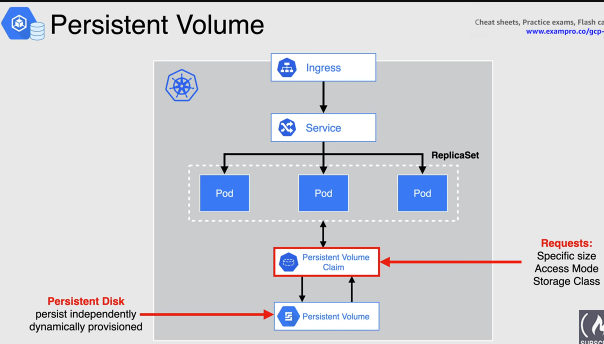 Persistent Volume
Cheat sheets, Practice exams, Flash ca
www.exampro.co/gcp-
Ingress
Service
ReplicaSet
Pod
Pod
Pod
Persistent Volume
Claim
Requests:
Specific size
Access Mode
Storage Class
Persistent Disk
persist independently
dynamically provisioned
Persistent Volume
SUBSC